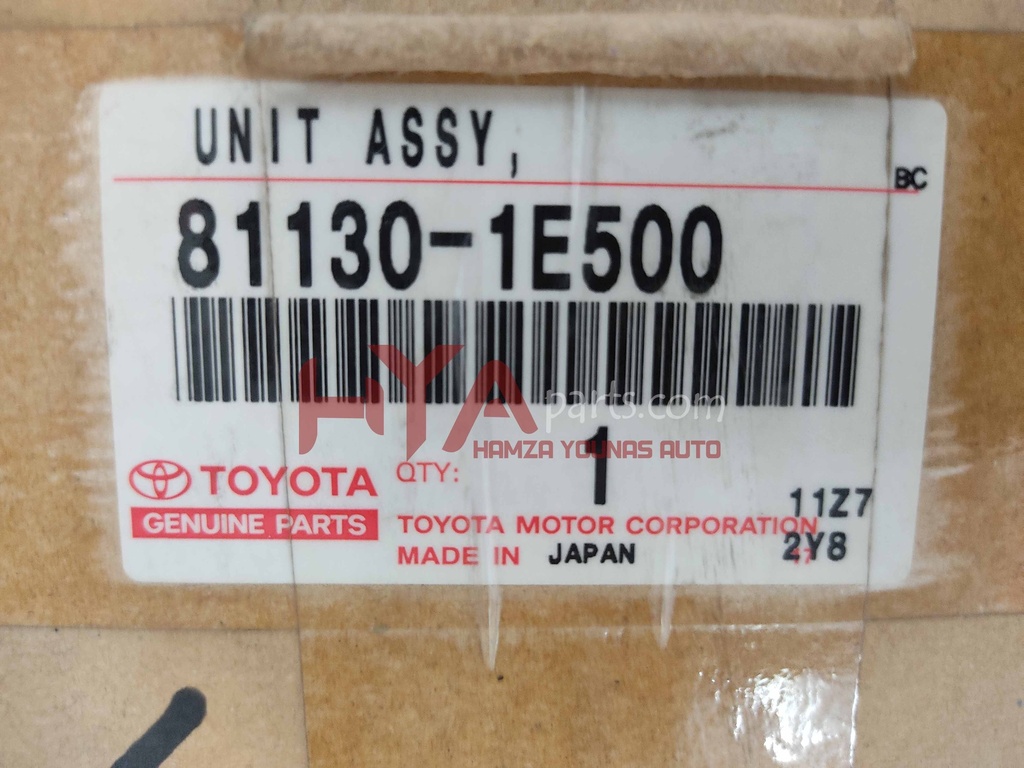 UNIT ASSY,
BC
81130-1E500
HYA parts.com
HAMZA YOUNAS AUTO
QTY: 1
TOYOTA
GENUINE PARTS
11Z7
TOYOTA MOTOR CORPORATION
MADE IN JAPAN
2Y8